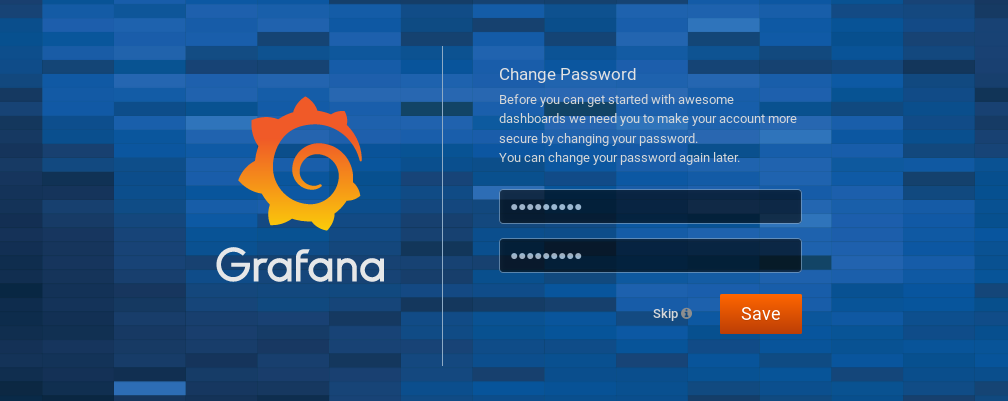 Grafana
Change Password
Before you can get started with awesome
dashboards we need you to make your account more
secure by changing your password.
You can change your password again later.
•••••••••
•••••••••
Skip
Save